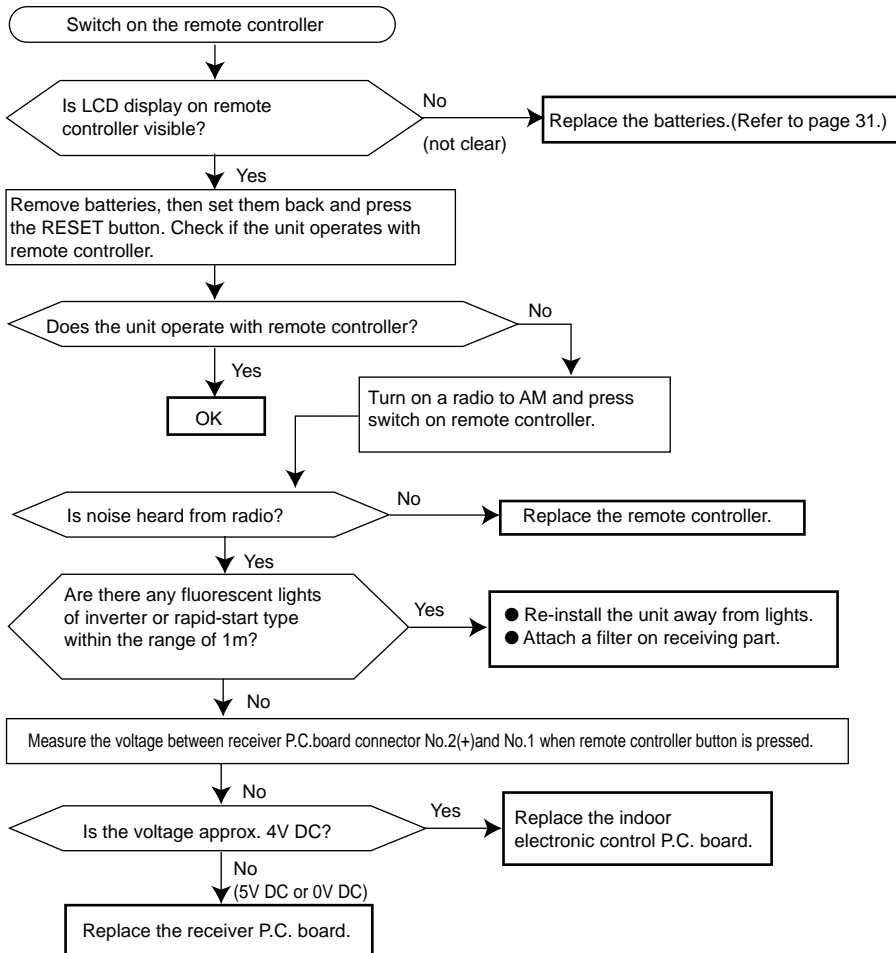 Switch on the remote controller
Is LCD display on remote
controller visible?
No
(not clear)
Replace the batteries.(Refer to page 31.)
Yes
Remove batteries, then set them back and press
the RESET button. Check if the unit operates with
remote controller.
Does the unit operate with remote controller?
No
Yes
OK
Turn on a radio to AM and press
switch on remote controller.
Is noise heard from radio?
No
Replace the remote controller.
Yes
Are there any fluorescent lights
of inverter or rapid-start type
within the range of 1m?
Yes
● Re-install the unit away from lights.
● Attach a filter on receiving part.
No
Measure the voltage between receiver P.C.board connector No.2(+)and No.1 when remote controller button is pressed.
No
Is the voltage approx. 4V DC?
Yes
Replace the indoor
electronic control P.C. board.
No
(5V DC or 0V DC)
Replace the receiver P.C. board.